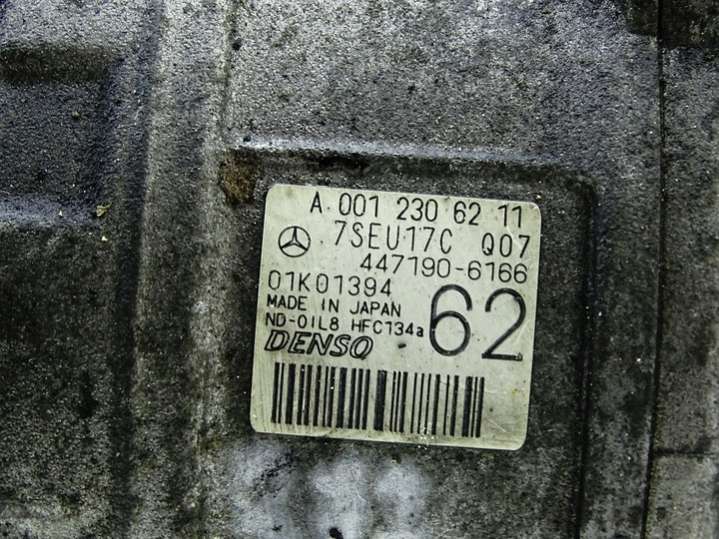 A 001 230 62 11
7SEU17C Q07
447190-6166
01K01394
MADE IN JAPAN
62
ND-OIL8 HFC134a
DENSO